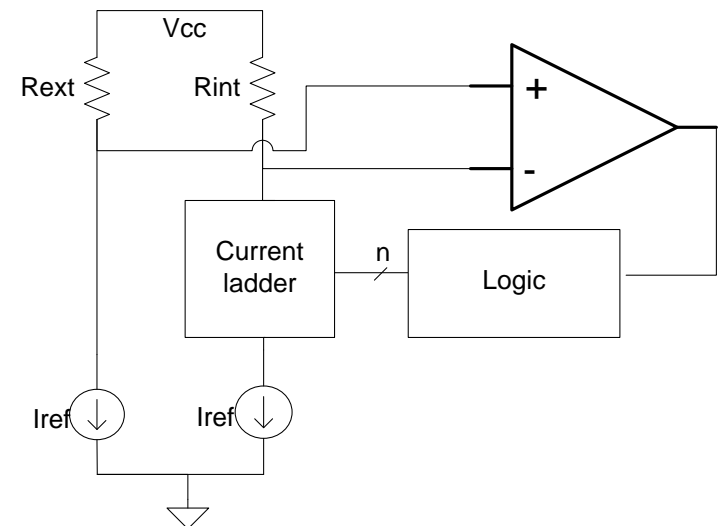 Vcc
Rext
Rint
+
-
Current
ladder
n
Logic
Iref
Iref